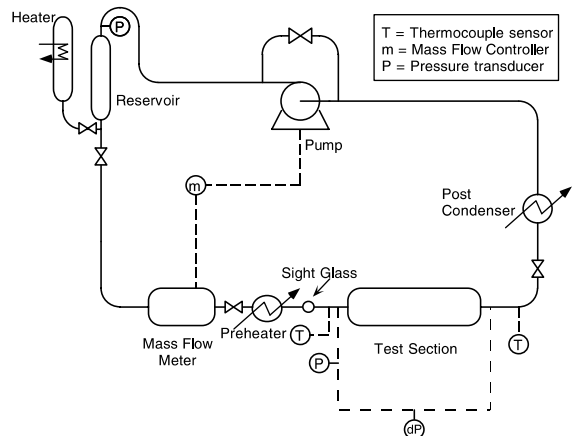 Heater
P
T = Thermocouple sensor
m = Mass Flow Controller
P = Pressure transducer
Reservoir
Pump
m
Post
Condenser
Sight Glass
Preheater
T
Mass Flow
Meter
Test Section
T
P
dP